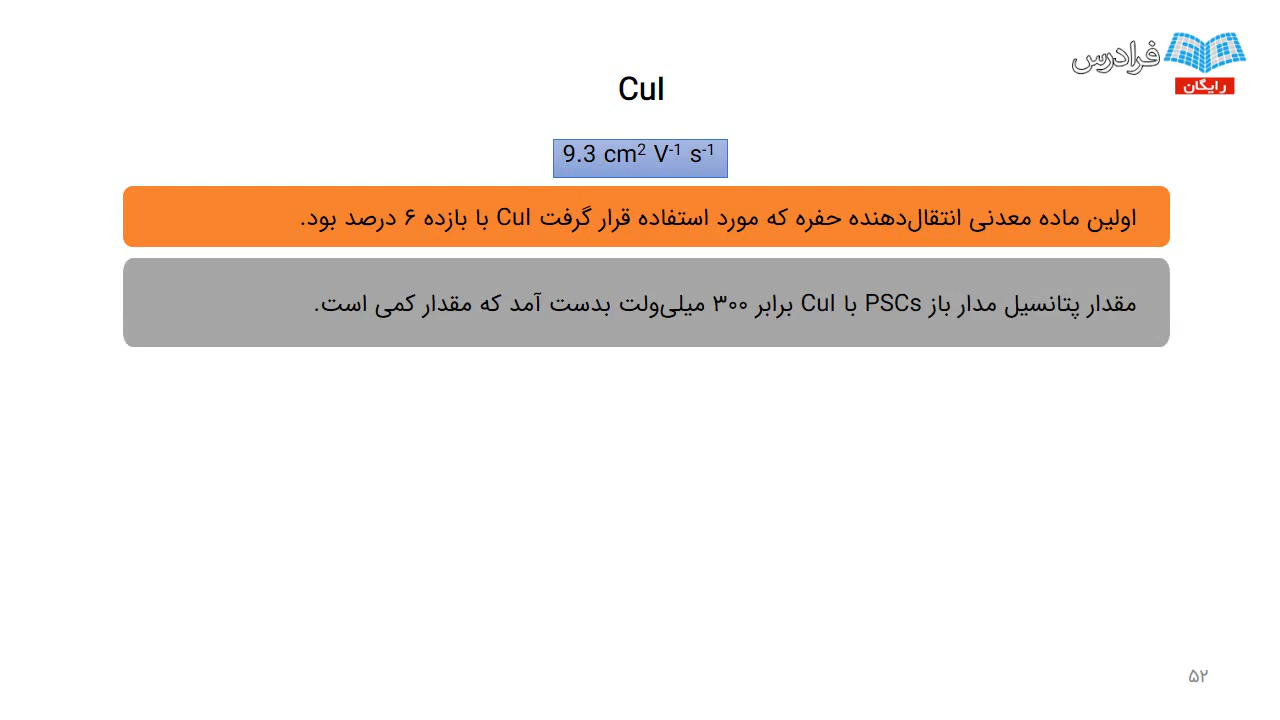 فرادرس
رایگان
CuI
9.3 cm² V⁻¹ s⁻¹
اولین ماده معدنی انتقال‌دهنده حفره که مورد استفاده قرار گرفت CuI با بازده ۶ درصد بود.
مقدار پتانسیل مدار باز PSCs با CuI برابر ۳۰۰ میلی‌ولت بدست آمد که مقدار کمی است.
۵۲